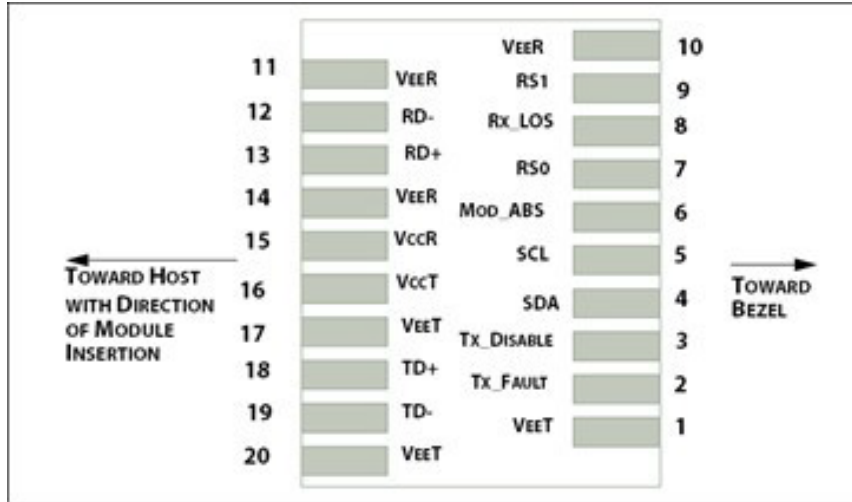 11 VEER
12 RD-
13 RD+
14 VEER
15 VCCR
16 VCCT
17 VEET
18 TD+
19 TD-
20 VEET
VEER 10
RS1 9
RX_LOS 8
RS0 7
MOD_ABS 6
SCL 5
SDA 4
TX_DISABLE 3
TX_FAULT 2
VEET 1
TOWARD HOST
WITH DIRECTION
OF MODULE
INSERTION
TOWARD
BEZEL